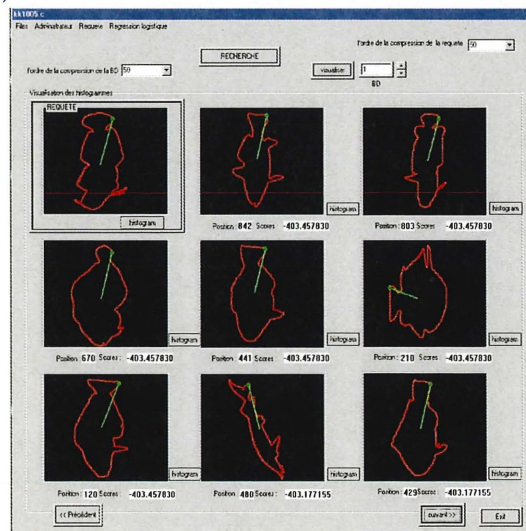 kk1005.c
Files Administrateur Requete Regression logistique
l'ordre de la compression de la requete 50
RECHERCHE
l'ordre de la compression de la BD 50
visualiser 1
BD
Visualisation des histogrammes
REQUETE
histogram
histogram
histogram
Position : 842 Scores : -403.457830
Position : 803 Scores : -403.457830
histogram
histogram
histogram
Position : 670 Scores : -403.457830
Position : 441 Scores : -403.457830
Position : 210 Scores : -403.457830
histogram
histogram
histogram
Position : 120 Scores : -403.457830
Position : 480 Scores : -403.177155
Position : 429 Scores : -403.177155
<< Précédent
suivant >>
Exit